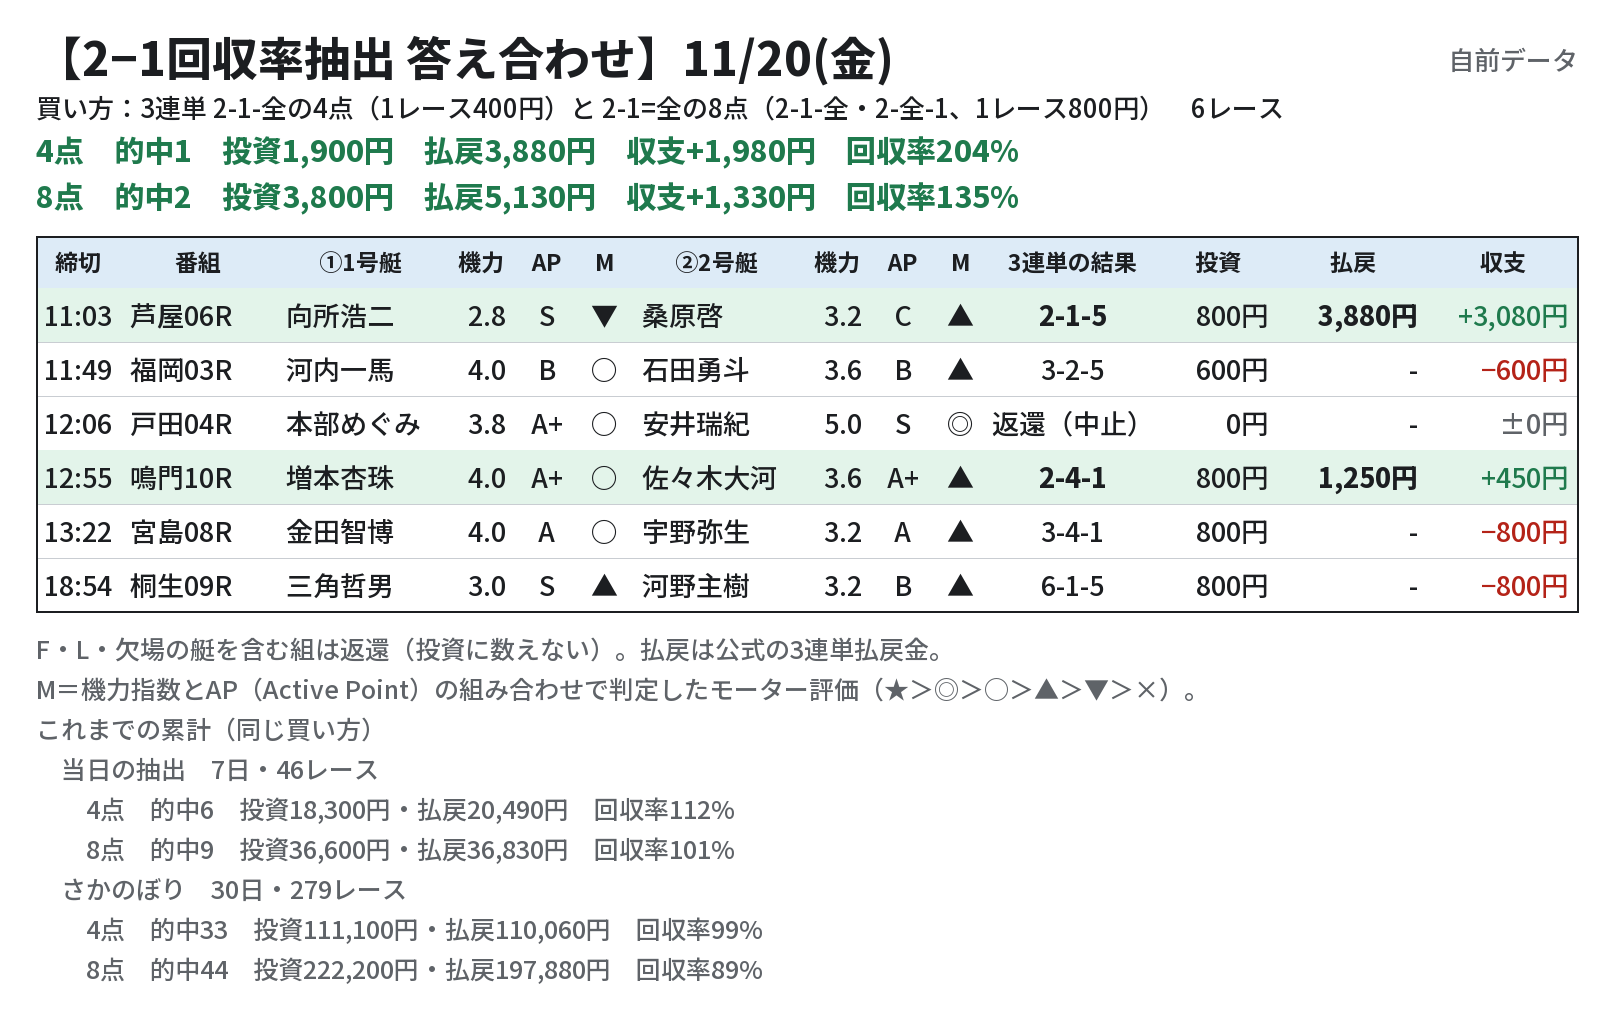 【2−1回収率抽出 答え合わせ】11/20(金)
自前データ
買い方：3連単 2-1-全の4点（1レース400円）と 2-1=全の8点（2-1-全・2-全-1、1レース800円）　6レース
4点　的中1　投資1,900円　払戻3,880円　収支+1,980円　回収率204%
8点　的中2　投資3,800円　払戻5,130円　収支+1,330円　回収率135%
締切　番組　①1号艇　機力　AP　M　②2号艇　機力　AP　M　3連単の結果　投資　払戻　収支
11:03　芦屋06R　向所浩二　2.8　S　▼　桑原啓　3.2　C　▲　2-1-5　800円　3,880円　+3,080円
11:49　福岡03R　河内一馬　4.0　B　○　石田勇斗　3.6　B　▲　3-2-5　600円　-　−600円
12:06　戸田04R　本部めぐみ　3.8　A+　○　安井瑞紀　5.0　S　◎　返還（中止）　0円　-　±0円
12:55　鳴門10R　増本杏珠　4.0　A+　○　佐々木大河　3.6　A+　▲　2-4-1　800円　1,250円　+450円
13:22　宮島08R　金田智博　4.0　A　○　宇野弥生　3.2　A　▲　3-4-1　800円　-　−800円
18:54　桐生09R　三角哲男　3.0　S　▲　河野主樹　3.2　B　▲　6-1-5　800円　-　−800円
F・L・欠場の艇を含む組は返還（投資に数えない）。払戻は公式の3連単払戻金。
M＝機力指数とAP（Active Point）の組み合わせで判定したモーター評価（★＞◎＞○＞▲＞▼＞×）。
これまでの累計（同じ買い方）
当日の抽出　7日・46レース
4点　的中6　投資18,300円・払戻20,490円　回収率112%
8点　的中9　投資36,600円・払戻36,830円　回収率101%
さかのぼり　30日・279レース
4点　的中33　投資111,100円・払戻110,060円　回収率99%
8点　的中44　投資222,200円・払戻197,880円　回収率89%